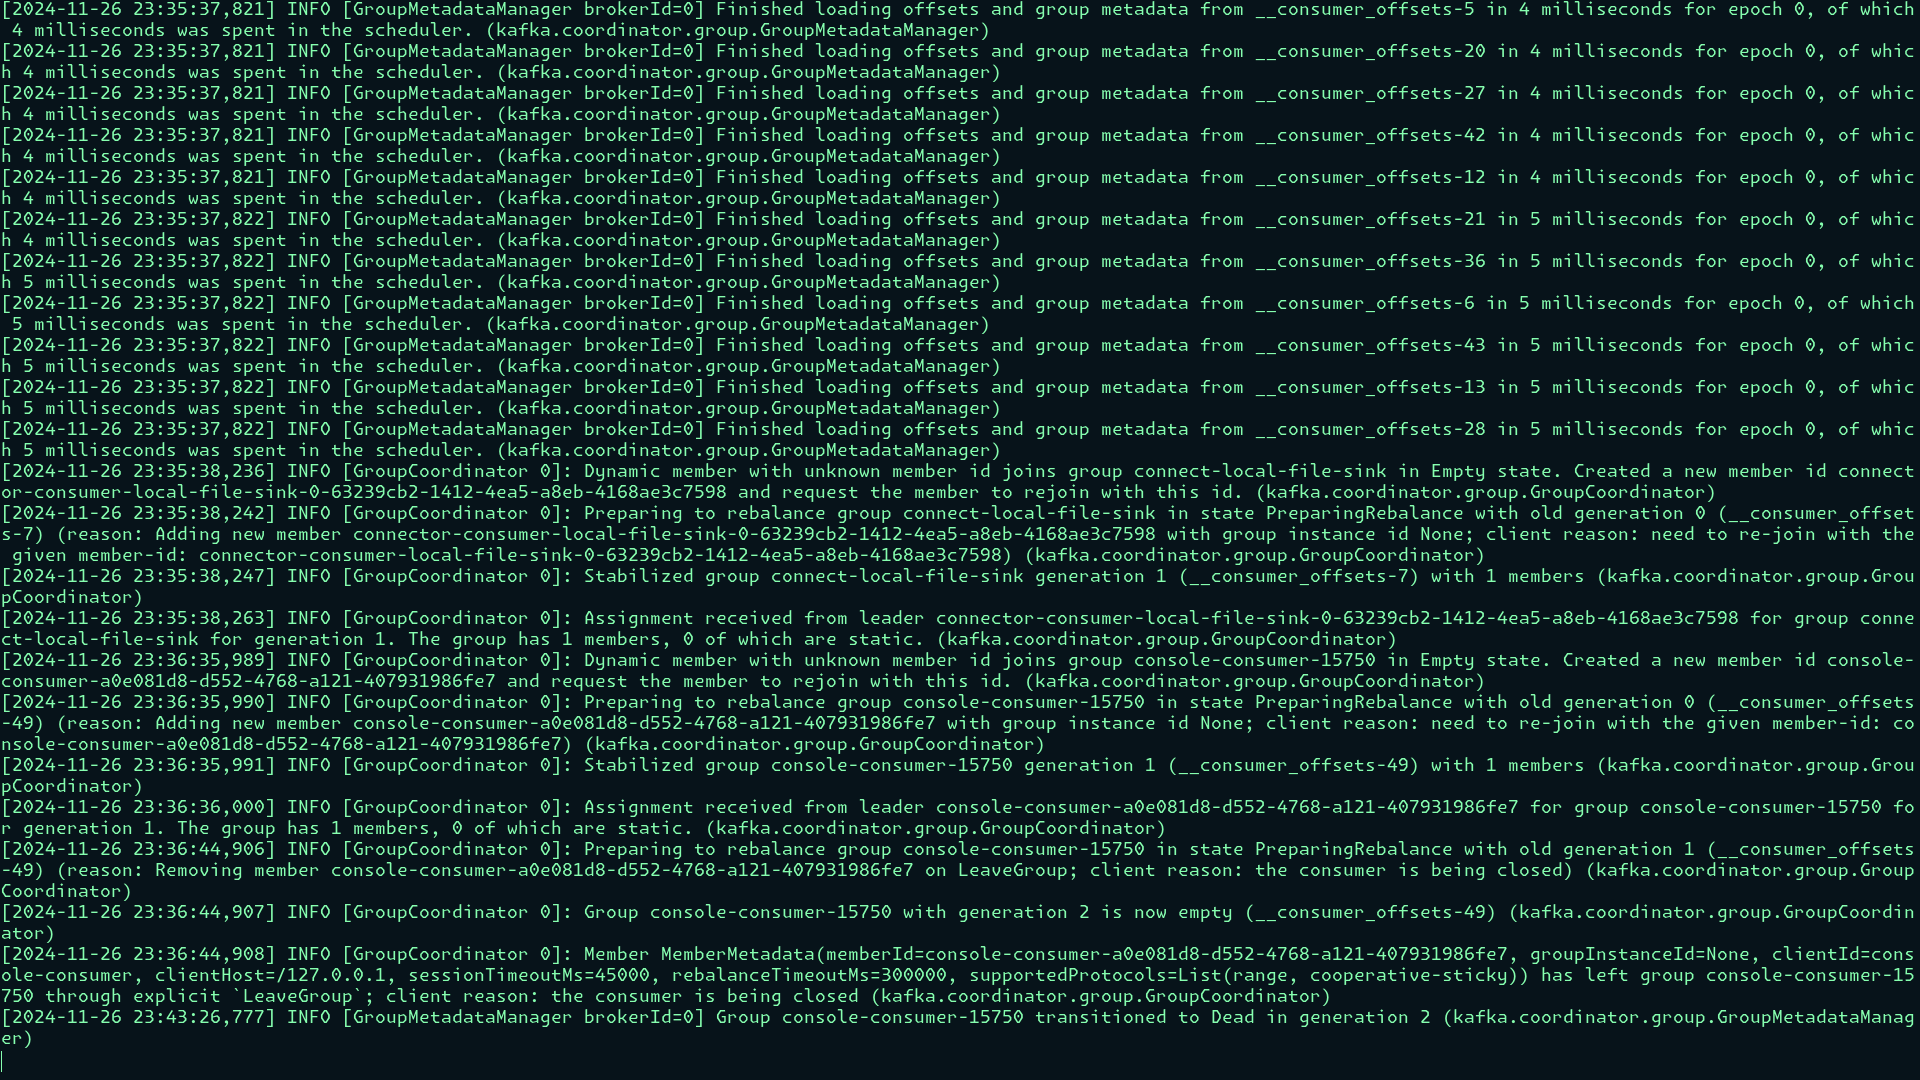 [2024-11-26 23:35:37,821] INFO [GroupMetadataManager brokerId=0] Finished loading offsets and group metadata from __consumer_offsets-5 in 4 milliseconds for epoch 0, of which
 4 milliseconds was spent in the scheduler. (kafka.coordinator.group.GroupMetadataManager)
[2024-11-26 23:35:37,821] INFO [GroupMetadataManager brokerId=0] Finished loading offsets and group metadata from __consumer_offsets-20 in 4 milliseconds for epoch 0, of whic
h 4 milliseconds was spent in the scheduler. (kafka.coordinator.group.GroupMetadataManager)
[2024-11-26 23:35:37,821] INFO [GroupMetadataManager brokerId=0] Finished loading offsets and group metadata from __consumer_offsets-27 in 4 milliseconds for epoch 0, of whic
h 4 milliseconds was spent in the scheduler. (kafka.coordinator.group.GroupMetadataManager)
[2024-11-26 23:35:37,821] INFO [GroupMetadataManager brokerId=0] Finished loading offsets and group metadata from __consumer_offsets-42 in 4 milliseconds for epoch 0, of whic
h 4 milliseconds was spent in the scheduler. (kafka.coordinator.group.GroupMetadataManager)
[2024-11-26 23:35:37,821] INFO [GroupMetadataManager brokerId=0] Finished loading offsets and group metadata from __consumer_offsets-12 in 4 milliseconds for epoch 0, of whic
h 4 milliseconds was spent in the scheduler. (kafka.coordinator.group.GroupMetadataManager)
[2024-11-26 23:35:37,822] INFO [GroupMetadataManager brokerId=0] Finished loading offsets and group metadata from __consumer_offsets-21 in 5 milliseconds for epoch 0, of whic
h 4 milliseconds was spent in the scheduler. (kafka.coordinator.group.GroupMetadataManager)
[2024-11-26 23:35:37,822] INFO [GroupMetadataManager brokerId=0] Finished loading offsets and group metadata from __consumer_offsets-36 in 5 milliseconds for epoch 0, of whic
h 5 milliseconds was spent in the scheduler. (kafka.coordinator.group.GroupMetadataManager)
[2024-11-26 23:35:37,822] INFO [GroupMetadataManager brokerId=0] Finished loading offsets and group metadata from __consumer_offsets-6 in 5 milliseconds for epoch 0, of which
 5 milliseconds was spent in the scheduler. (kafka.coordinator.group.GroupMetadataManager)
[2024-11-26 23:35:37,822] INFO [GroupMetadataManager brokerId=0] Finished loading offsets and group metadata from __consumer_offsets-43 in 5 milliseconds for epoch 0, of whic
h 5 milliseconds was spent in the scheduler. (kafka.coordinator.group.GroupMetadataManager)
[2024-11-26 23:35:37,822] INFO [GroupMetadataManager brokerId=0] Finished loading offsets and group metadata from __consumer_offsets-13 in 5 milliseconds for epoch 0, of whic
h 5 milliseconds was spent in the scheduler. (kafka.coordinator.group.GroupMetadataManager)
[2024-11-26 23:35:37,822] INFO [GroupMetadataManager brokerId=0] Finished loading offsets and group metadata from __consumer_offsets-28 in 5 milliseconds for epoch 0, of whic
h 5 milliseconds was spent in the scheduler. (kafka.coordinator.group.GroupMetadataManager)
[2024-11-26 23:35:38,236] INFO [GroupCoordinator 0]: Dynamic member with unknown member id joins group connect-local-file-sink in Empty state. Created a new member id connect
or-consumer-local-file-sink-0-63239cb2-1412-4ea5-a8eb-4168ae3c7598 and request the member to rejoin with this id. (kafka.coordinator.group.GroupCoordinator)
[2024-11-26 23:35:38,242] INFO [GroupCoordinator 0]: Preparing to rebalance group connect-local-file-sink in state PreparingRebalance with old generation 0 (__consumer_offset
s-7) (reason: Adding new member connector-consumer-local-file-sink-0-63239cb2-1412-4ea5-a8eb-4168ae3c7598 with group instance id None; client reason: need to re-join with the
 given member-id: connector-consumer-local-file-sink-0-63239cb2-1412-4ea5-a8eb-4168ae3c7598) (kafka.coordinator.group.GroupCoordinator)
[2024-11-26 23:35:38,247] INFO [GroupCoordinator 0]: Stabilized group connect-local-file-sink generation 1 (__consumer_offsets-7) with 1 members (kafka.coordinator.group.Grou
pCoordinator)
[2024-11-26 23:35:38,263] INFO [GroupCoordinator 0]: Assignment received from leader connector-consumer-local-file-sink-0-63239cb2-1412-4ea5-a8eb-4168ae3c7598 for group conne
ct-local-file-sink for generation 1. The group has 1 members, 0 of which are static. (kafka.coordinator.group.GroupCoordinator)
[2024-11-26 23:36:35,989] INFO [GroupCoordinator 0]: Dynamic member with unknown member id joins group console-consumer-15750 in Empty state. Created a new member id console-
consumer-a0e081d8-d552-4768-a121-407931986fe7 and request the member to rejoin with this id. (kafka.coordinator.group.GroupCoordinator)
[2024-11-26 23:36:35,990] INFO [GroupCoordinator 0]: Preparing to rebalance group console-consumer-15750 in state PreparingRebalance with old generation 0 (__consumer_offsets
-49) (reason: Adding new member console-consumer-a0e081d8-d552-4768-a121-407931986fe7 with group instance id None; client reason: need to re-join with the given member-id: co
nsole-consumer-a0e081d8-d552-4768-a121-407931986fe7) (kafka.coordinator.group.GroupCoordinator)
[2024-11-26 23:36:35,991] INFO [GroupCoordinator 0]: Stabilized group console-consumer-15750 generation 1 (__consumer_offsets-49) with 1 members (kafka.coordinator.group.Grou
pCoordinator)
[2024-11-26 23:36:36,000] INFO [GroupCoordinator 0]: Assignment received from leader console-consumer-a0e081d8-d552-4768-a121-407931986fe7 for group console-consumer-15750 fo
r generation 1. The group has 1 members, 0 of which are static. (kafka.coordinator.group.GroupCoordinator)
[2024-11-26 23:36:44,906] INFO [GroupCoordinator 0]: Preparing to rebalance group console-consumer-15750 in state PreparingRebalance with old generation 1 (__consumer_offsets
-49) (reason: Removing member console-consumer-a0e081d8-d552-4768-a121-407931986fe7 on LeaveGroup; client reason: the consumer is being closed) (kafka.coordinator.group.Group
Coordinator)
[2024-11-26 23:36:44,907] INFO [GroupCoordinator 0]: Group console-consumer-15750 with generation 2 is now empty (__consumer_offsets-49) (kafka.coordinator.group.GroupCoordin
ator)
[2024-11-26 23:36:44,908] INFO [GroupCoordinator 0]: Member MemberMetadata(memberId=console-consumer-a0e081d8-d552-4768-a121-407931986fe7, groupInstanceId=None, clientId=cons
ole-consumer, clientHost=/127.0.0.1, sessionTimeoutMs=45000, rebalanceTimeoutMs=300000, supportedProtocols=List(range, cooperative-sticky)) has left group console-consumer-15
750 through explicit `LeaveGroup`; client reason: the consumer is being closed (kafka.coordinator.group.GroupCoordinator)
[2024-11-26 23:43:26,777] INFO [GroupMetadataManager brokerId=0] Group console-consumer-15750 transitioned to Dead in generation 2 (kafka.coordinator.group.GroupMetadataManag
er)